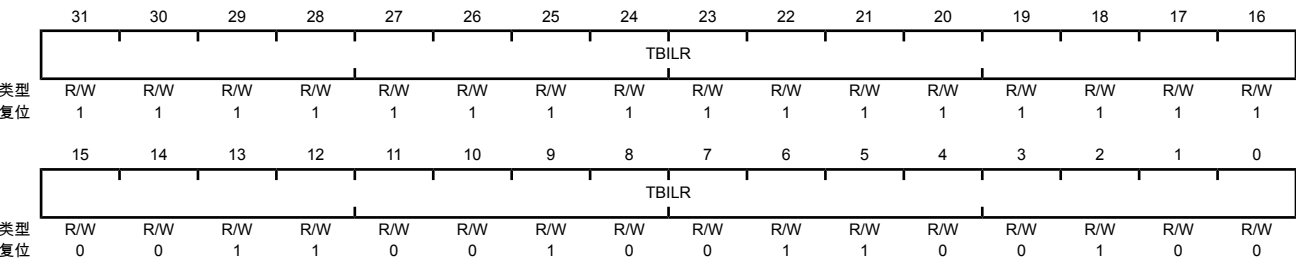 31 30 29 28 27 26 25 24 23 22 21 20 19 18 17 16
TBILR
类型 R/W R/W R/W R/W R/W R/W R/W R/W R/W R/W R/W R/W R/W R/W R/W R/W
复位 1 1 1 1 1 1 1 1 1 1 1 1 1 1 1 1
15 14 13 12 11 10 9 8 7 6 5 4 3 2 1 0
TBILR
类型 R/W R/W R/W R/W R/W R/W R/W R/W R/W R/W R/W R/W R/W R/W R/W R/W
复位 0 0 1 1 0 0 1 0 0 1 1 0 0 1 0 0